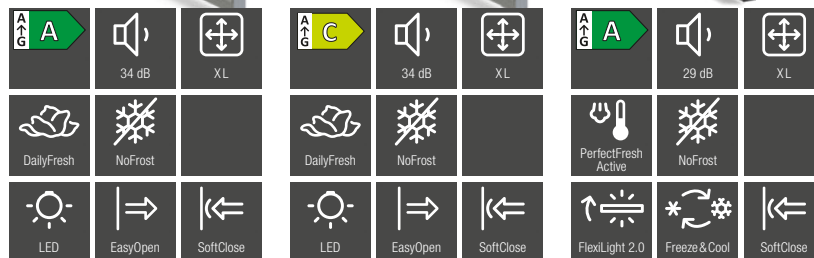 A
G
A
34 dB
XL
A
G
C
34 dB
XL
A
G
A
29 dB
XL
DailyFresh
NoFrost
DailyFresh
NoFrost
PerfectFresh
Active
NoFrost
LED
EasyOpen
SoftClose
LED
EasyOpen
SoftClose
FlexiLight 2.0
Freeze&Cool
SoftClose